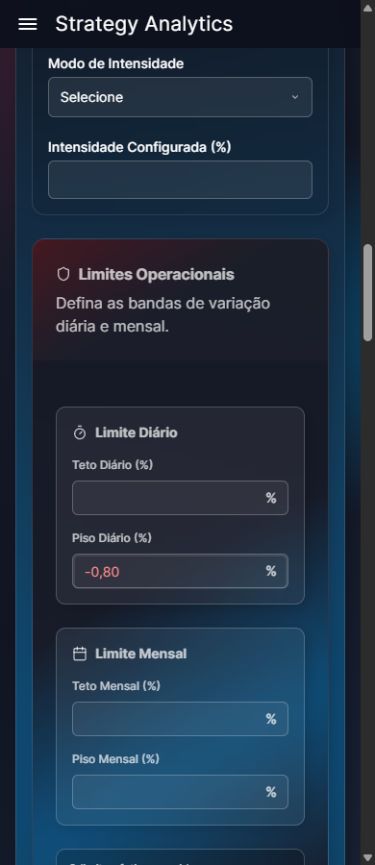 Strategy Analytics
Modo de Intensidade
Selecione
Intensidade Configurada (%)
Limites Operacionais
Defina as bandas de variação
diária e mensal.
Limite Diário
Teto Diário (%)
%
Piso Diário (%)
-0,80 %
Limite Mensal
Teto Mensal (%)
%
Piso Mensal (%)
%